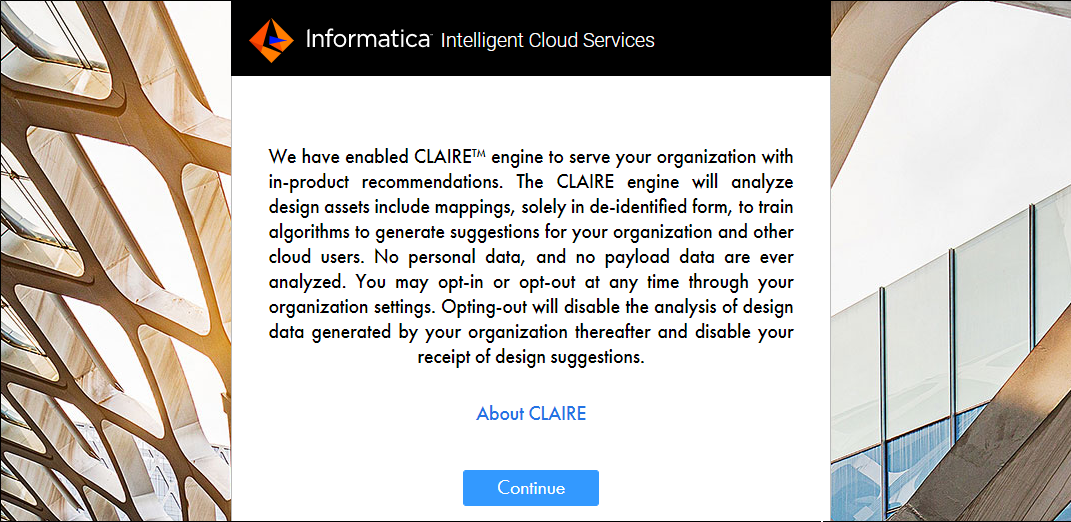 Informatica™ Intelligent Cloud Services
We have enabled CLAIRE™ engine to serve your organization with
in-product recommendations. The CLAIRE engine will analyze
design assets include mappings, solely in de-identified form, to train
algorithms to generate suggestions for your organization and other
cloud users. No personal data, and no payload data are ever
analyzed. You may opt-in or opt-out at any time through your
organization settings. Opting-out will disable the analysis of design
data generated by your organization thereafter and disable your
receipt of design suggestions.
About CLAIRE
Continue